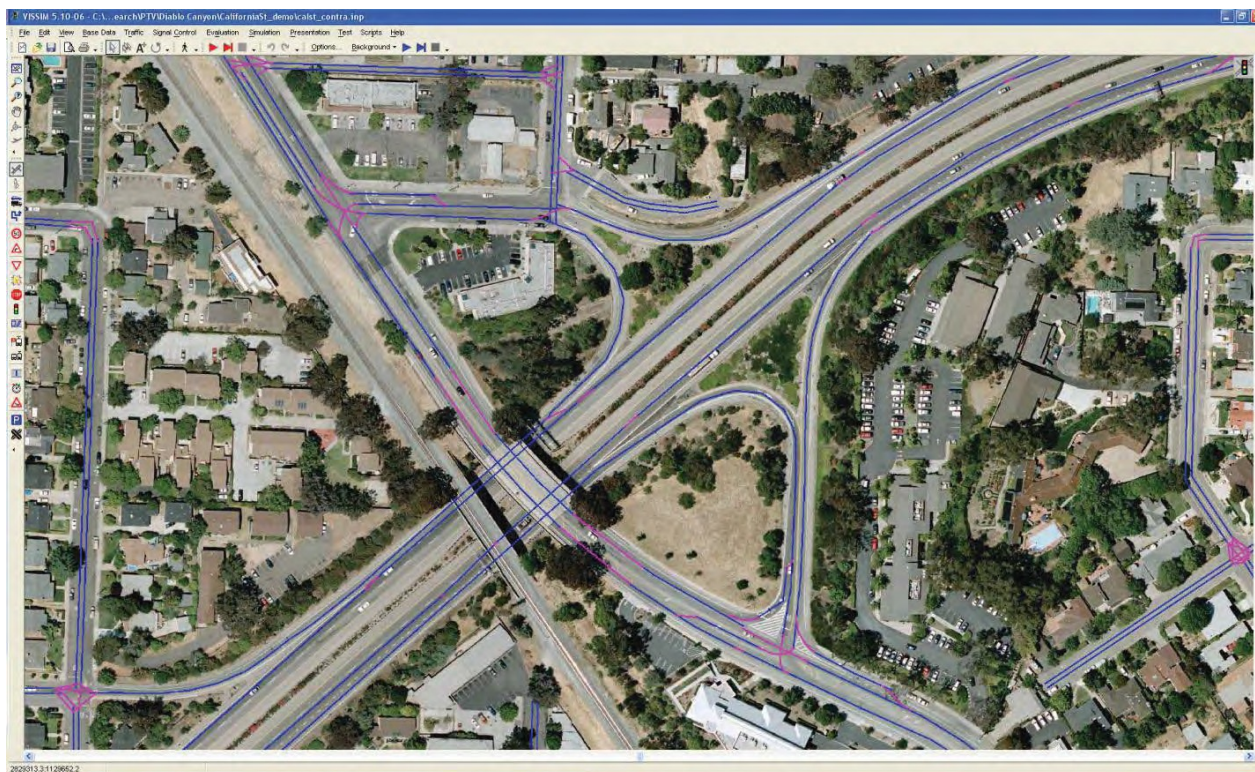 VISSIM 5.10-06 - C:\...earch\PTV\Diablo Canyon\CaliforniaSt_demo\calst_contra.inp
File Edit View Base Data Traffic Signal Control Evaluation Simulation Presentation Test Scripts Help
Options... Background
2829313.3:1129652.2